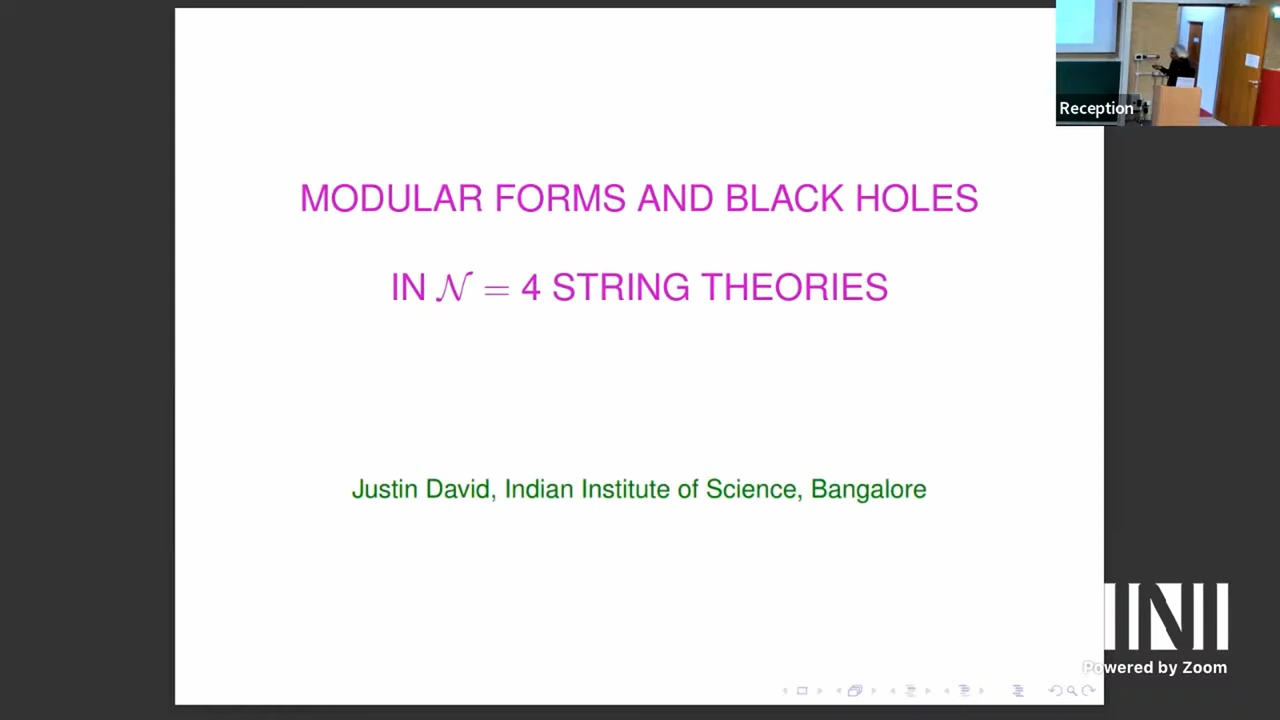 MODULAR FORMS AND BLACK HOLES
IN 𝒩 = 4 STRING THEORIES
Justin David, Indian Institute of Science, Bangalore
Reception
INI
Powered by Zoom